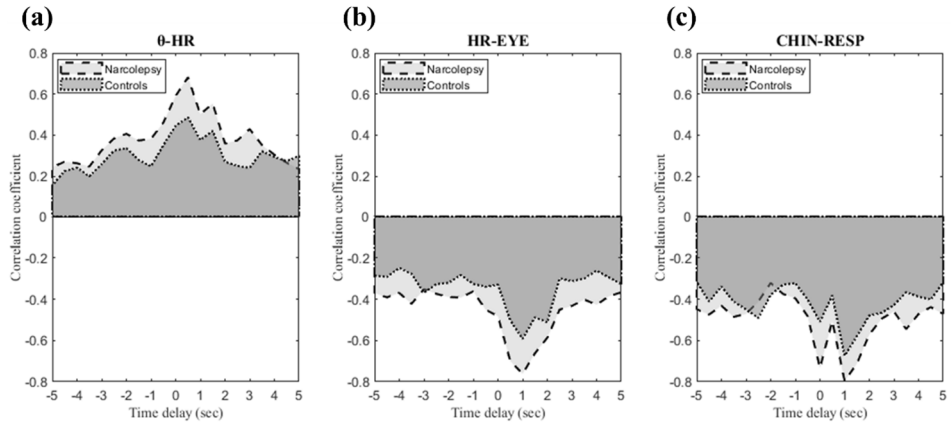 (a)
θ-HR
Narcolepsy
Controls
Correlation coefficient
0.8
0.6
0.4
0.2
0
-0.2
-0.4
-0.6
-0.8
-5 -4 -3 -2 -1 0 1 2 3 4 5
Time delay (sec)
(b)
HR-EYE
Narcolepsy
Controls
Correlation coefficient
0.8
0.6
0.4
0.2
0
-0.2
-0.4
-0.6
-0.8
-5 -4 -3 -2 -1 0 1 2 3 4 5
Time delay (sec)
(c)
CHIN-RESP
Narcolepsy
Controls
Correlation coefficient
0.8
0.6
0.4
0.2
0
-0.2
-0.4
-0.6
-0.8
-5 -4 -3 -2 -1 0 1 2 3 4 5
Time delay (sec)